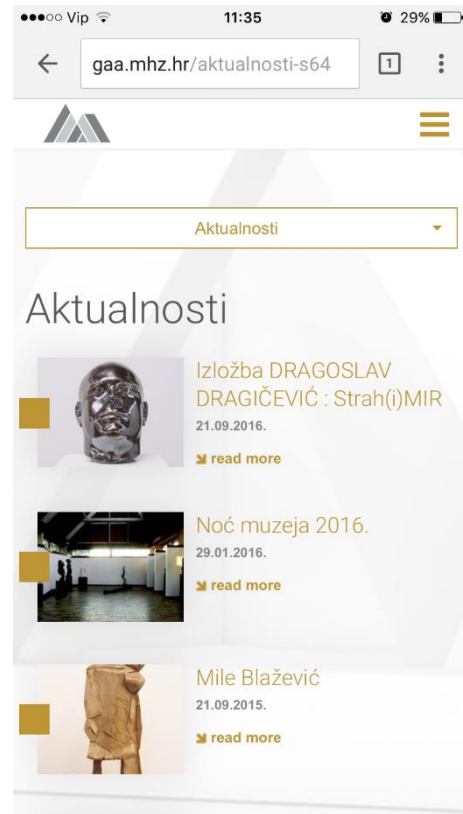 Vip 11:35 29%
gaa.mhz.hr/aktualnosti-s64 1
Aktualnosti
Aktualnosti
Izložba DRAGOSLAV
DRAGIČEVIĆ : Strah(i)MIR
21.09.2016.
read more
Noć muzeja 2016.
29.01.2016.
read more
Mile Blažević
21.09.2015.
read more